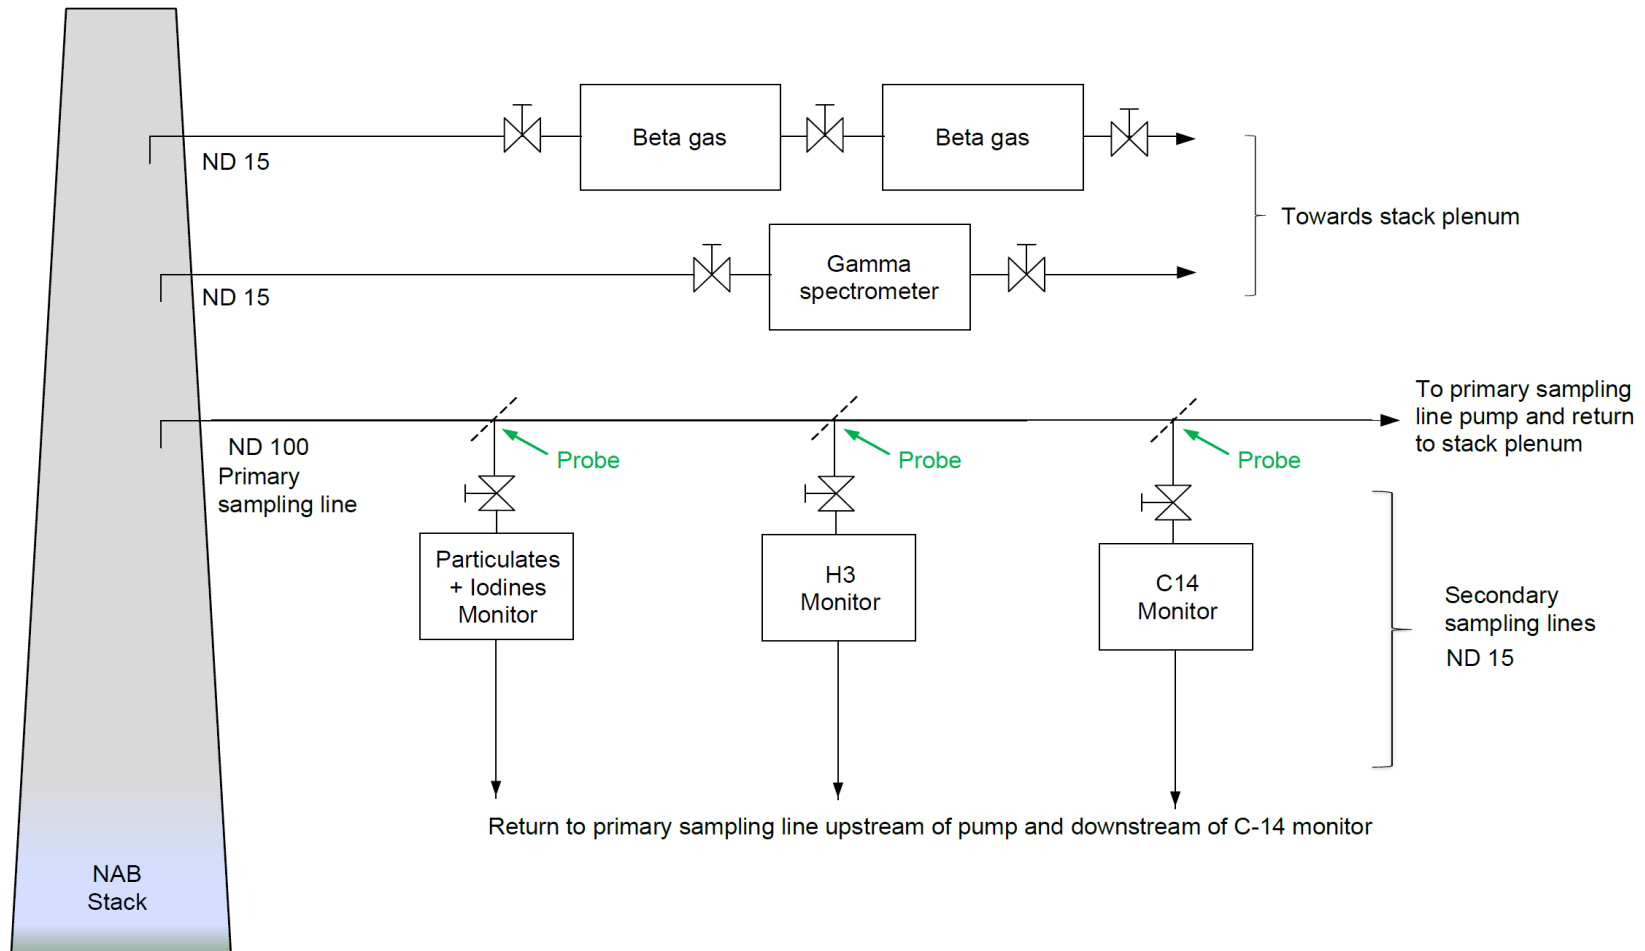 Beta gas
Beta gas
ND 15
Towards stack plenum
Gamma
spectrometer
ND 15
To primary sampling
line pump and return
to stack plenum
ND 100
Primary
sampling line
Probe
Probe
Probe
Particulates
+ Iodines
Monitor
H3
Monitor
C14
Monitor
Secondary
sampling lines
ND 15
Return to primary sampling line upstream of pump and downstream of C-14 monitor
NAB
Stack